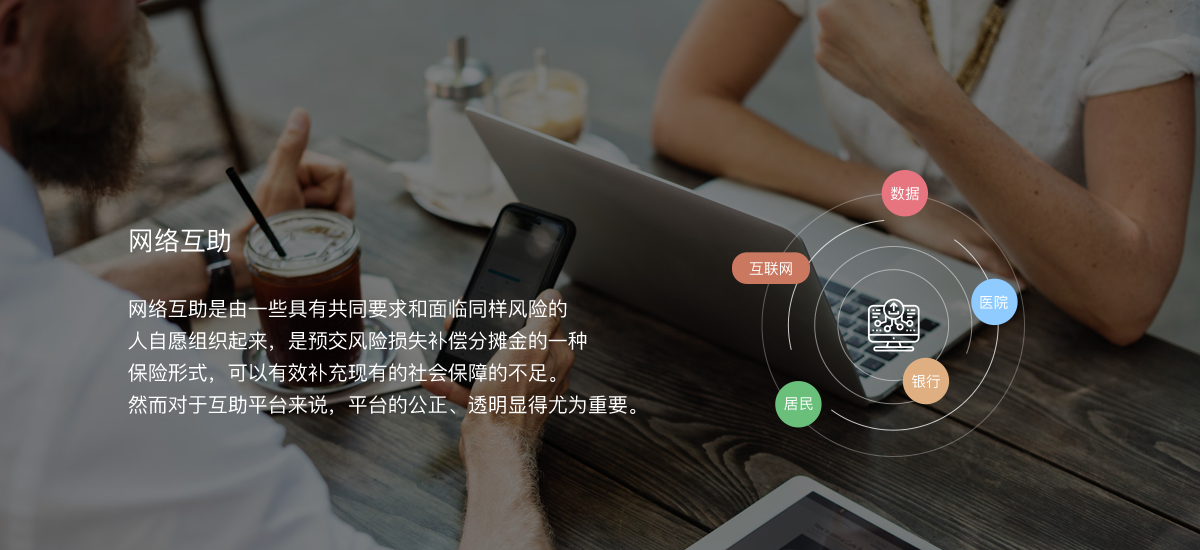 网络互助
网络互助是由一些具有共同要求和面临同样风险的
人自愿组织起来，是预交风险损失补偿分摊金的一种
保险形式，可以有效补充现有的社会保障的不足。
然而对于互助平台来说，平台的公正、透明显得尤为重要。
数据
互联网
医院
银行
居民